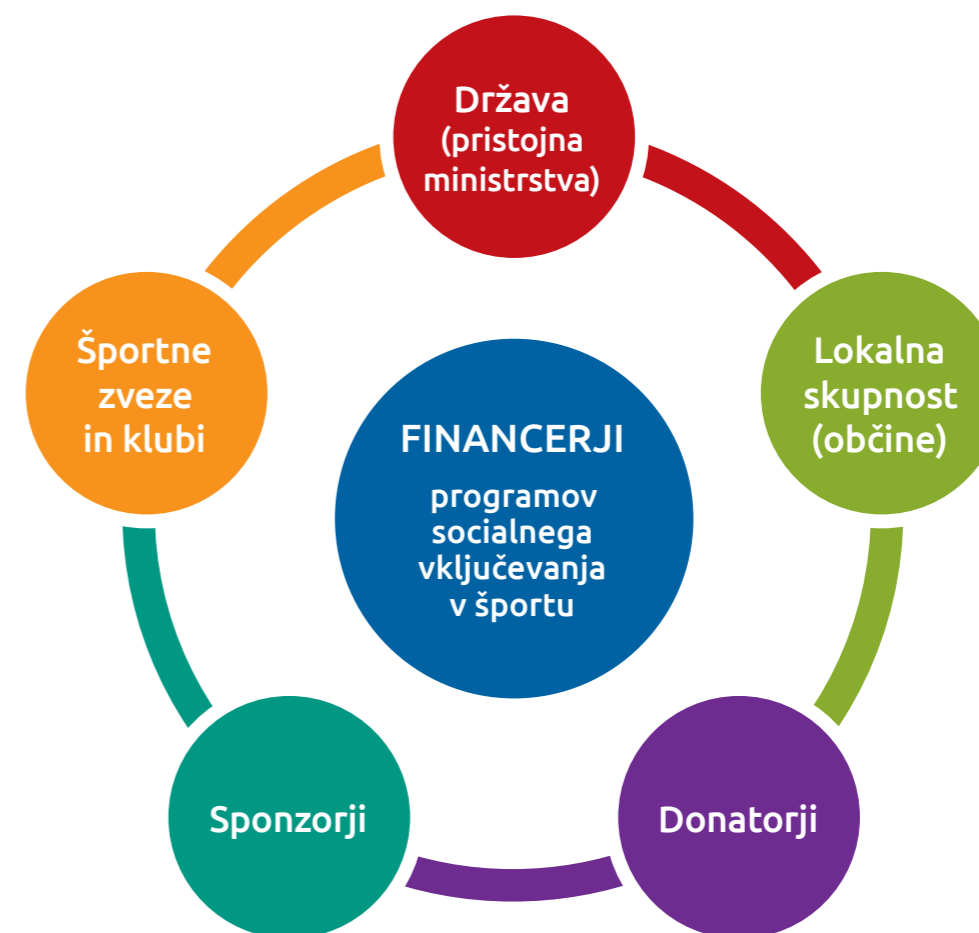 Država
(pristojna
ministrstva)
Lokalna
skupnost
(občine)
Donatorji
Sponzorji
Športne
zveze
in klubi
FINANCERJI
programov
socialnega
vključevanja
v športu